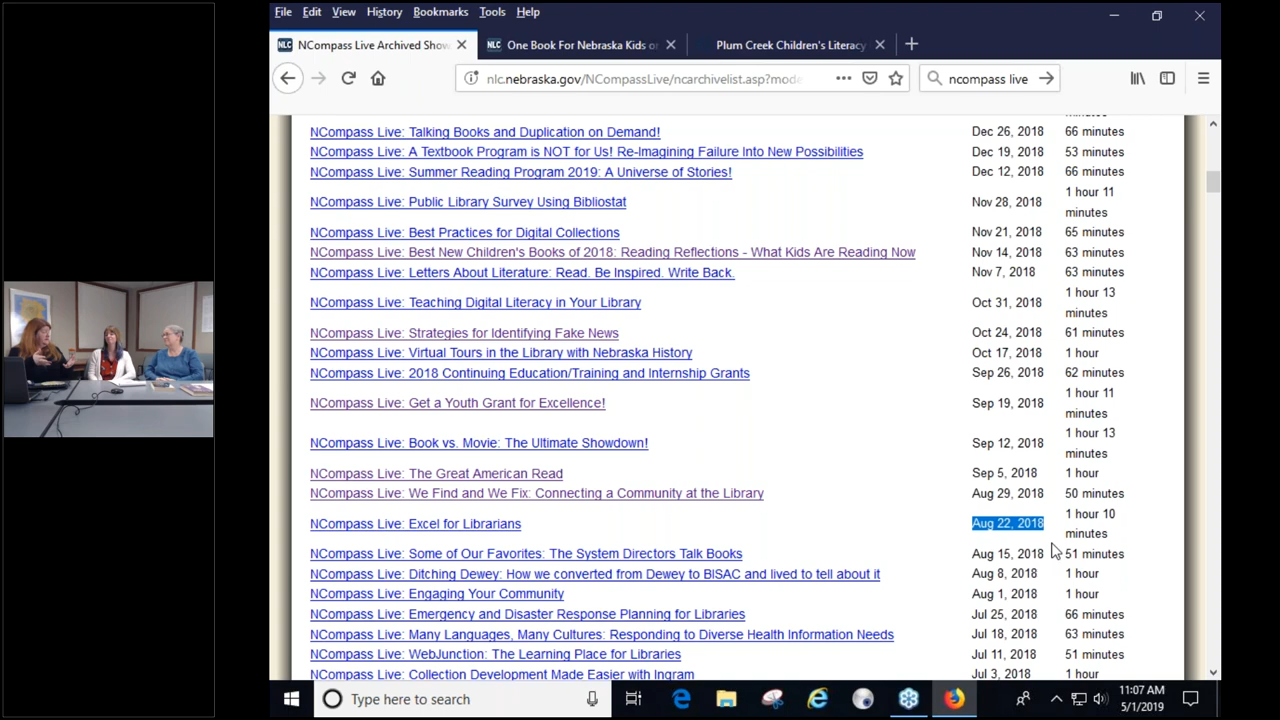 File Edit View History Bookmarks Tools Help
NLC NCompass Live Archived Show
NLC One Book For Nebraska Kids o
Plum Creek Children's Literacy
nlc.nebraska.gov/NCompassLive/ncarchivelist.asp?mode
ncompass live
minutes
NCompass Live: Talking Books and Duplication on Demand! Dec 26, 2018 66 minutes
NCompass Live: A Textbook Program is NOT for Us! Re-Imagining Failure Into New Possibilities Dec 19, 2018 53 minutes
NCompass Live: Summer Reading Program 2019: A Universe of Stories! Dec 12, 2018 66 minutes
NCompass Live: Public Library Survey Using Bibliostat Nov 28, 2018 1 hour 11
minutes
NCompass Live: Best Practices for Digital Collections Nov 21, 2018 65 minutes
NCompass Live: Best New Children's Books of 2018: Reading Reflections - What Kids Are Reading Now Nov 14, 2018 63 minutes
NCompass Live: Letters About Literature: Read. Be Inspired. Write Back. Nov 7, 2018 63 minutes
NCompass Live: Teaching Digital Literacy in Your Library Oct 31, 2018 1 hour 13
minutes
NCompass Live: Strategies for Identifying Fake News Oct 24, 2018 61 minutes
NCompass Live: Virtual Tours in the Library with Nebraska History Oct 17, 2018 1 hour
NCompass Live: 2018 Continuing Education/Training and Internship Grants Sep 26, 2018 62 minutes
NCompass Live: Get a Youth Grant for Excellence! Sep 19, 2018 1 hour 11
minutes
NCompass Live: Book vs. Movie: The Ultimate Showdown! Sep 12, 2018 1 hour 13
minutes
NCompass Live: The Great American Read Sep 5, 2018 1 hour
NCompass Live: We Find and We Fix: Connecting a Community at the Library Aug 29, 2018 50 minutes
NCompass Live: Excel for Librarians Aug 22, 2018 1 hour 10
minutes
NCompass Live: Some of Our Favorites: The System Directors Talk Books Aug 15, 2018 51 minutes
NCompass Live: Ditching Dewey: How we converted from Dewey to BISAC and lived to tell about it Aug 8, 2018 1 hour
NCompass Live: Engaging Your Community Aug 1, 2018 1 hour
NCompass Live: Emergency and Disaster Response Planning for Libraries Jul 25, 2018 66 minutes
NCompass Live: Many Languages, Many Cultures: Responding to Diverse Health Information Needs Jul 18, 2018 63 minutes
NCompass Live: WebJunction: The Learning Place for Libraries Jul 11, 2018 51 minutes
NCompass Live: Collection Development Made Easier with Ingram Jul 3, 2018 1 hour
Type here to search
11:07 AM
5/1/2019